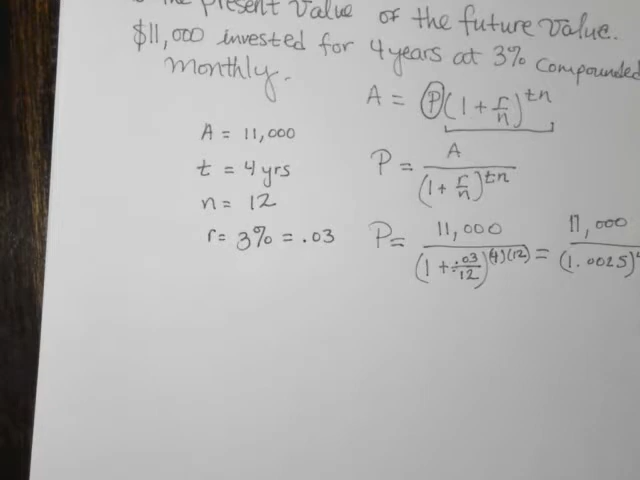 the Present Value of the future Value.
$11,000 invested for 4 years at 3% compounded
monthly.
A = P(1 + r/n)^tn
A = 11,000
P = A/(1 + r/n)^tn
t = 4 yrs
n = 12
r = 3% = .03
P = 11,000/(1 + .03/12)^(4)(12) = 11,000/(1.0025)